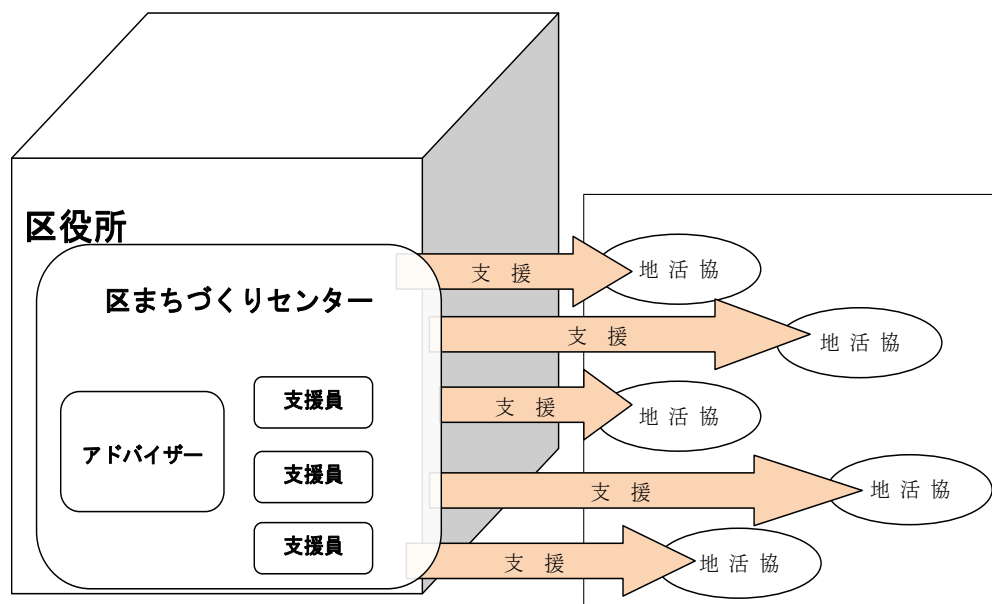 区役所
区まちづくりセンター
アドバイザー
支援員
支援員
支援員
支 援
地 活 協
支 援
地 活 協
支 援
地 活 協
支 援
地 活 協
支 援
地 活 協